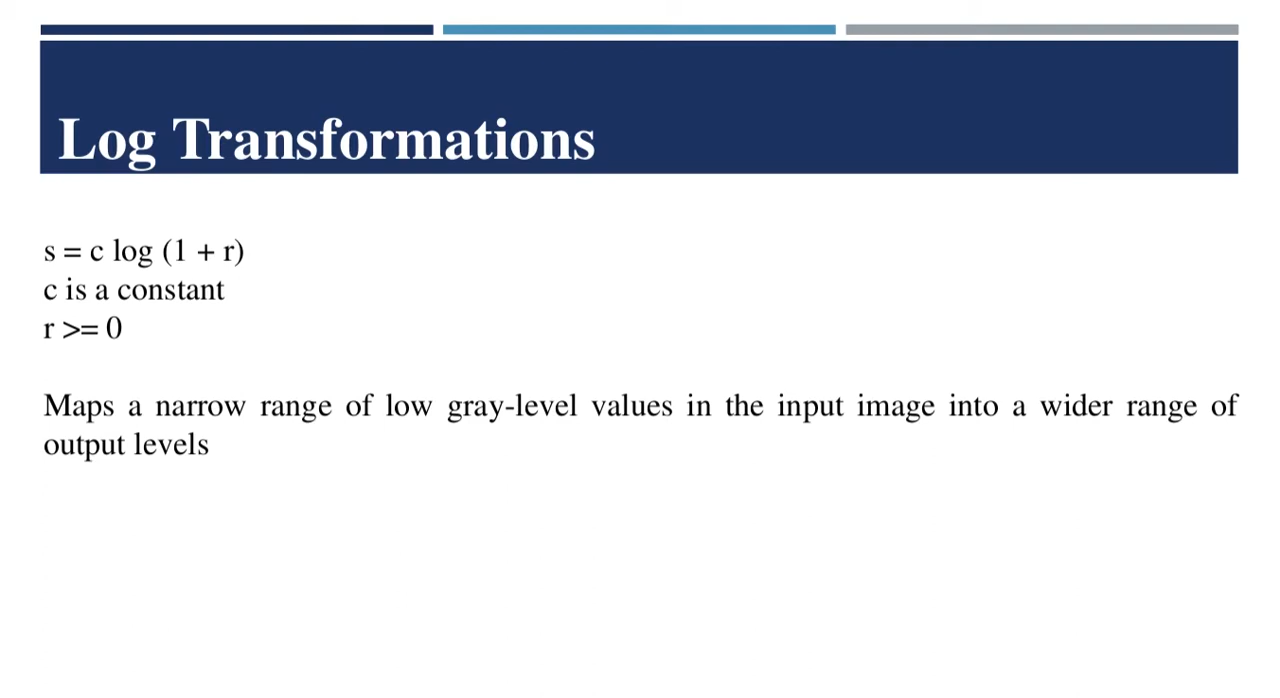 Log Transformations
s = c log (1 + r)
c is a constant
r >= 0
Maps a narrow range of low gray-level values in the input image into a wider range of
output levels